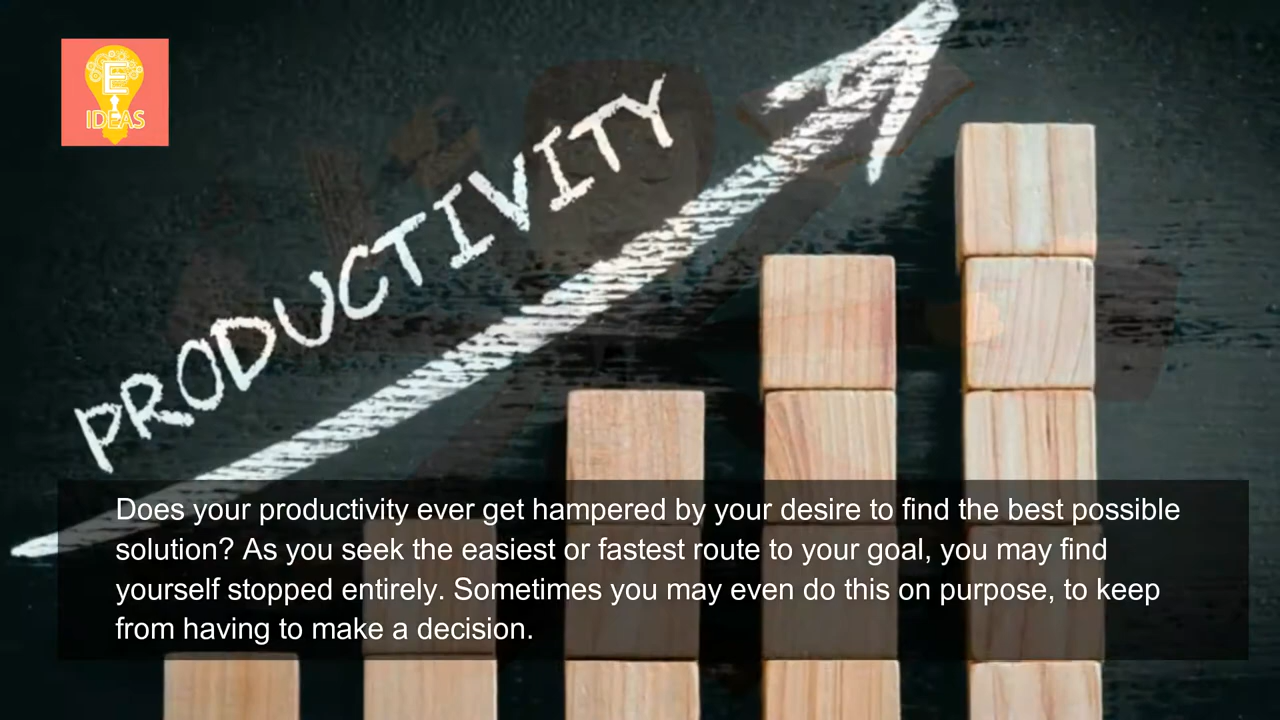 E
IDEAS
PRODUCTIVITY
Does your productivity ever get hampered by your desire to find the best possible
solution? As you seek the easiest or fastest route to your goal, you may find
yourself stopped entirely. Sometimes you may even do this on purpose, to keep
from having to make a decision.